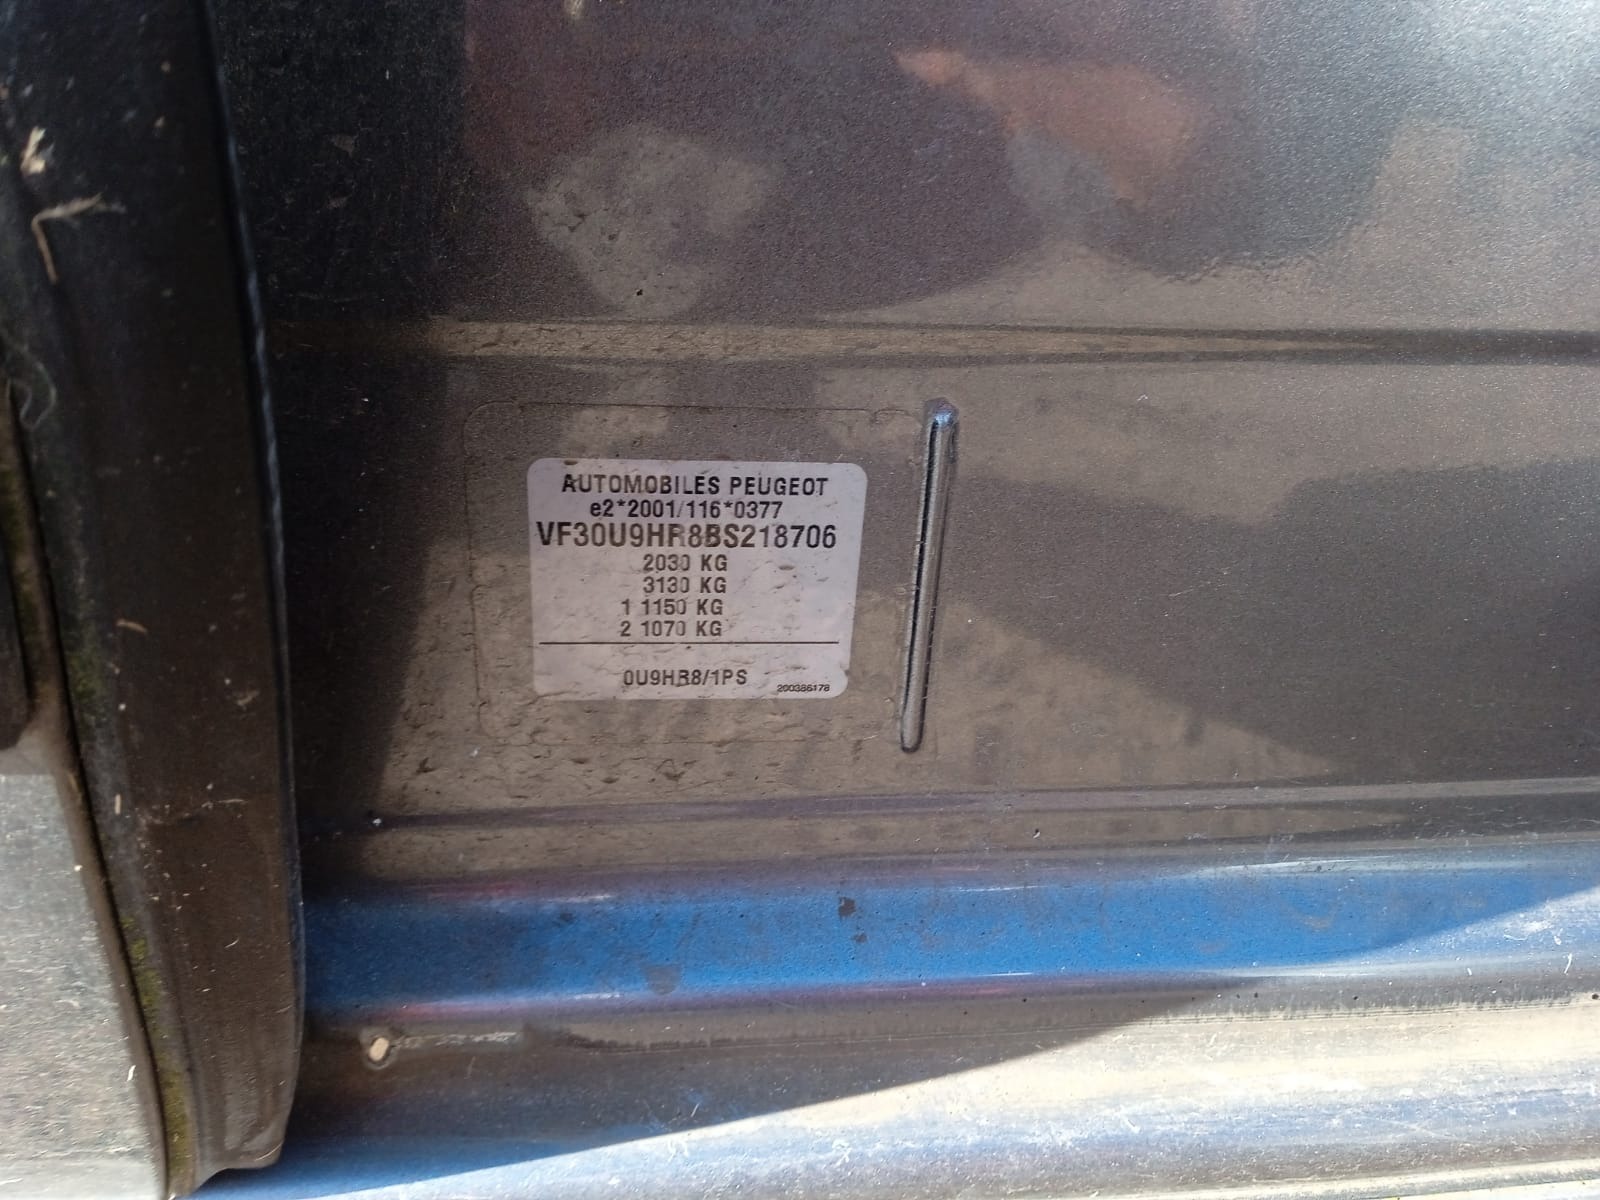 AUTOMOBILES PEUGEOT
e2*2001/116*0377
VF30U9HR8BS218706
2030 KG
3130 KG
1 1150 KG
2 1070 KG
0U9HR8/1PS
200386178